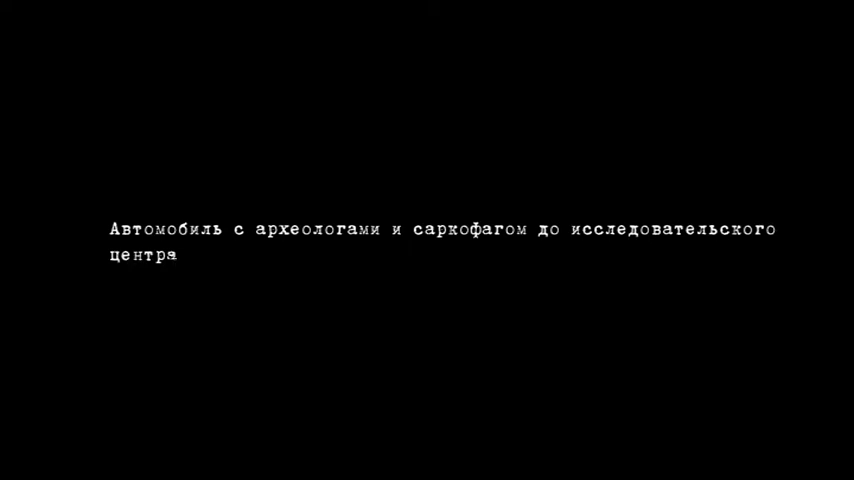 Автомобиль с археологами и саркофагом до исследовательского
центра